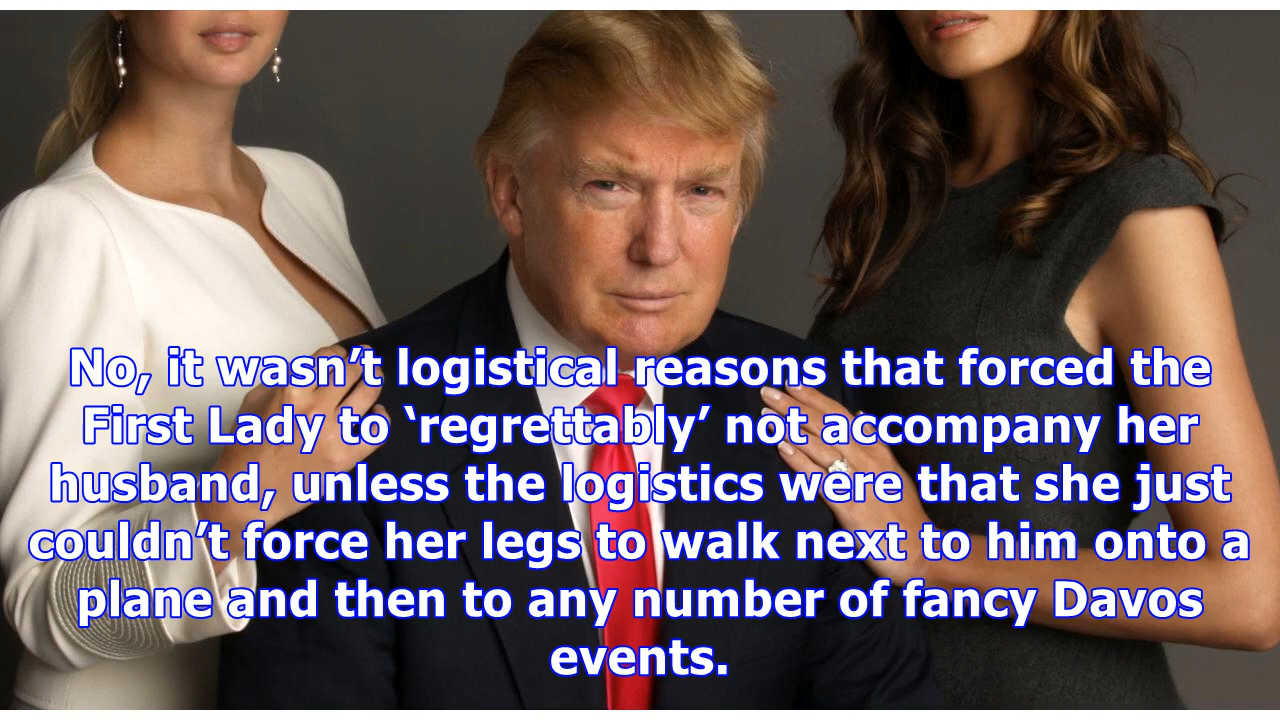 No, it wasn’t logistical reasons that forced the
First Lady to ‘regrettably’ not accompany her
husband, unless the logistics were that she just
couldn’t force her legs to walk next to him onto a
plane and then to any number of fancy Davos
events.